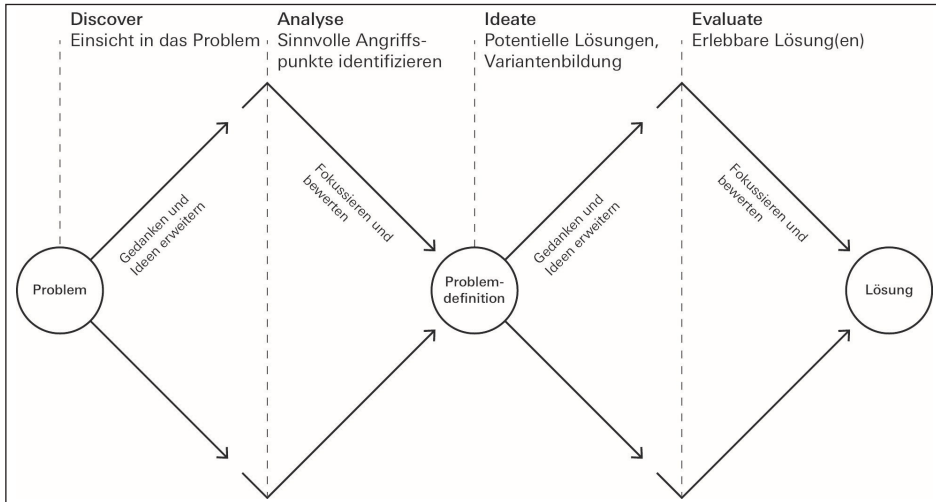 Discover
Einsicht in das Problem
Analyse
Sinnvolle Angriffs-
punkte identifizieren
Ideate
Potentielle Lösungen,
Variantenbildung
Evaluate
Erlebbare Lösung(en)
Gedanken und
Ideen erweitern
Fokussieren und
bewerten
Gedanken und
Ideen erweitern
Fokussieren und
bewerten
Problem
Problem-
definition
Lösung